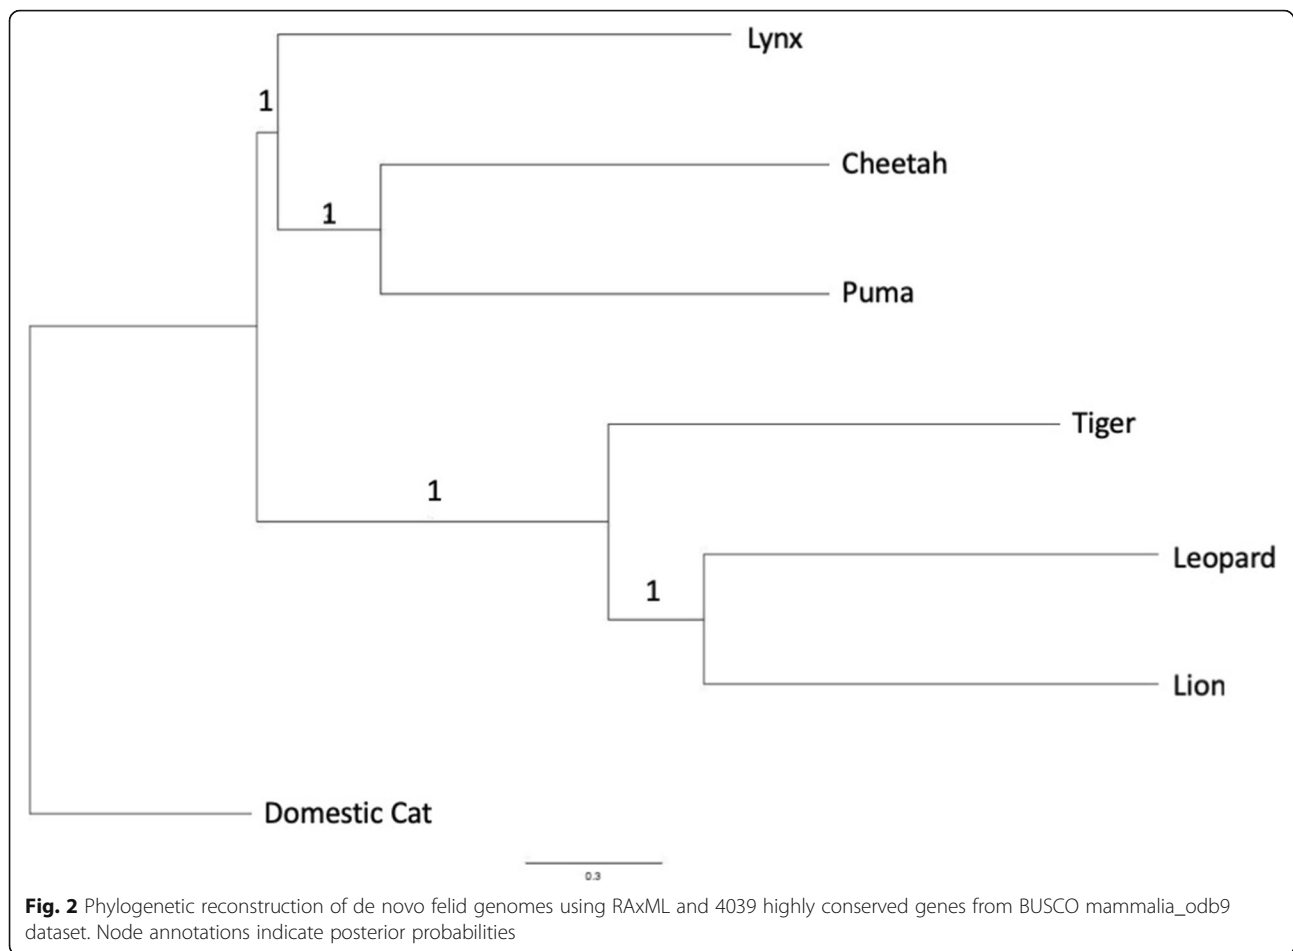 Lynx
1
Cheetah
1
Puma
Tiger
1
Leopard
1
Lion
Domestic Cat
0.3
Fig. 2 Phylogenetic reconstruction of de novo felid genomes using RAxML and 4039 highly conserved genes from BUSCO mammalia_odb9
dataset. Node annotations indicate posterior probabilities